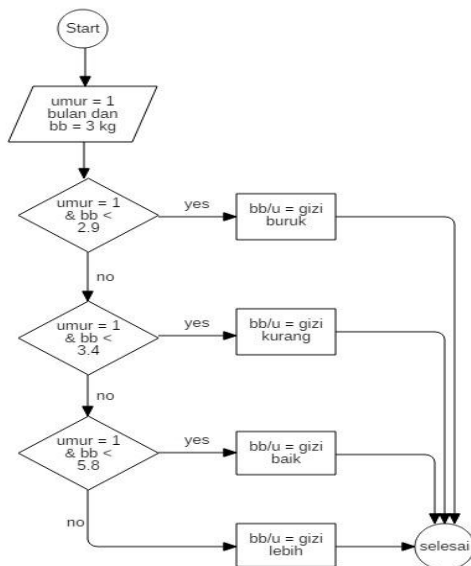 Start
umur = 1
bulan dan
bb = 3 kg
umur = 1
& bb <
2.9
yes
bb/u = gizi
buruk
no
umur = 1
& bb <
3.4
yes
bb/u = gizi
kurang
no
umur = 1
& bb <
5.8
yes
bb/u = gizi
baik
no
bb/u = gizi
lebih
selesai